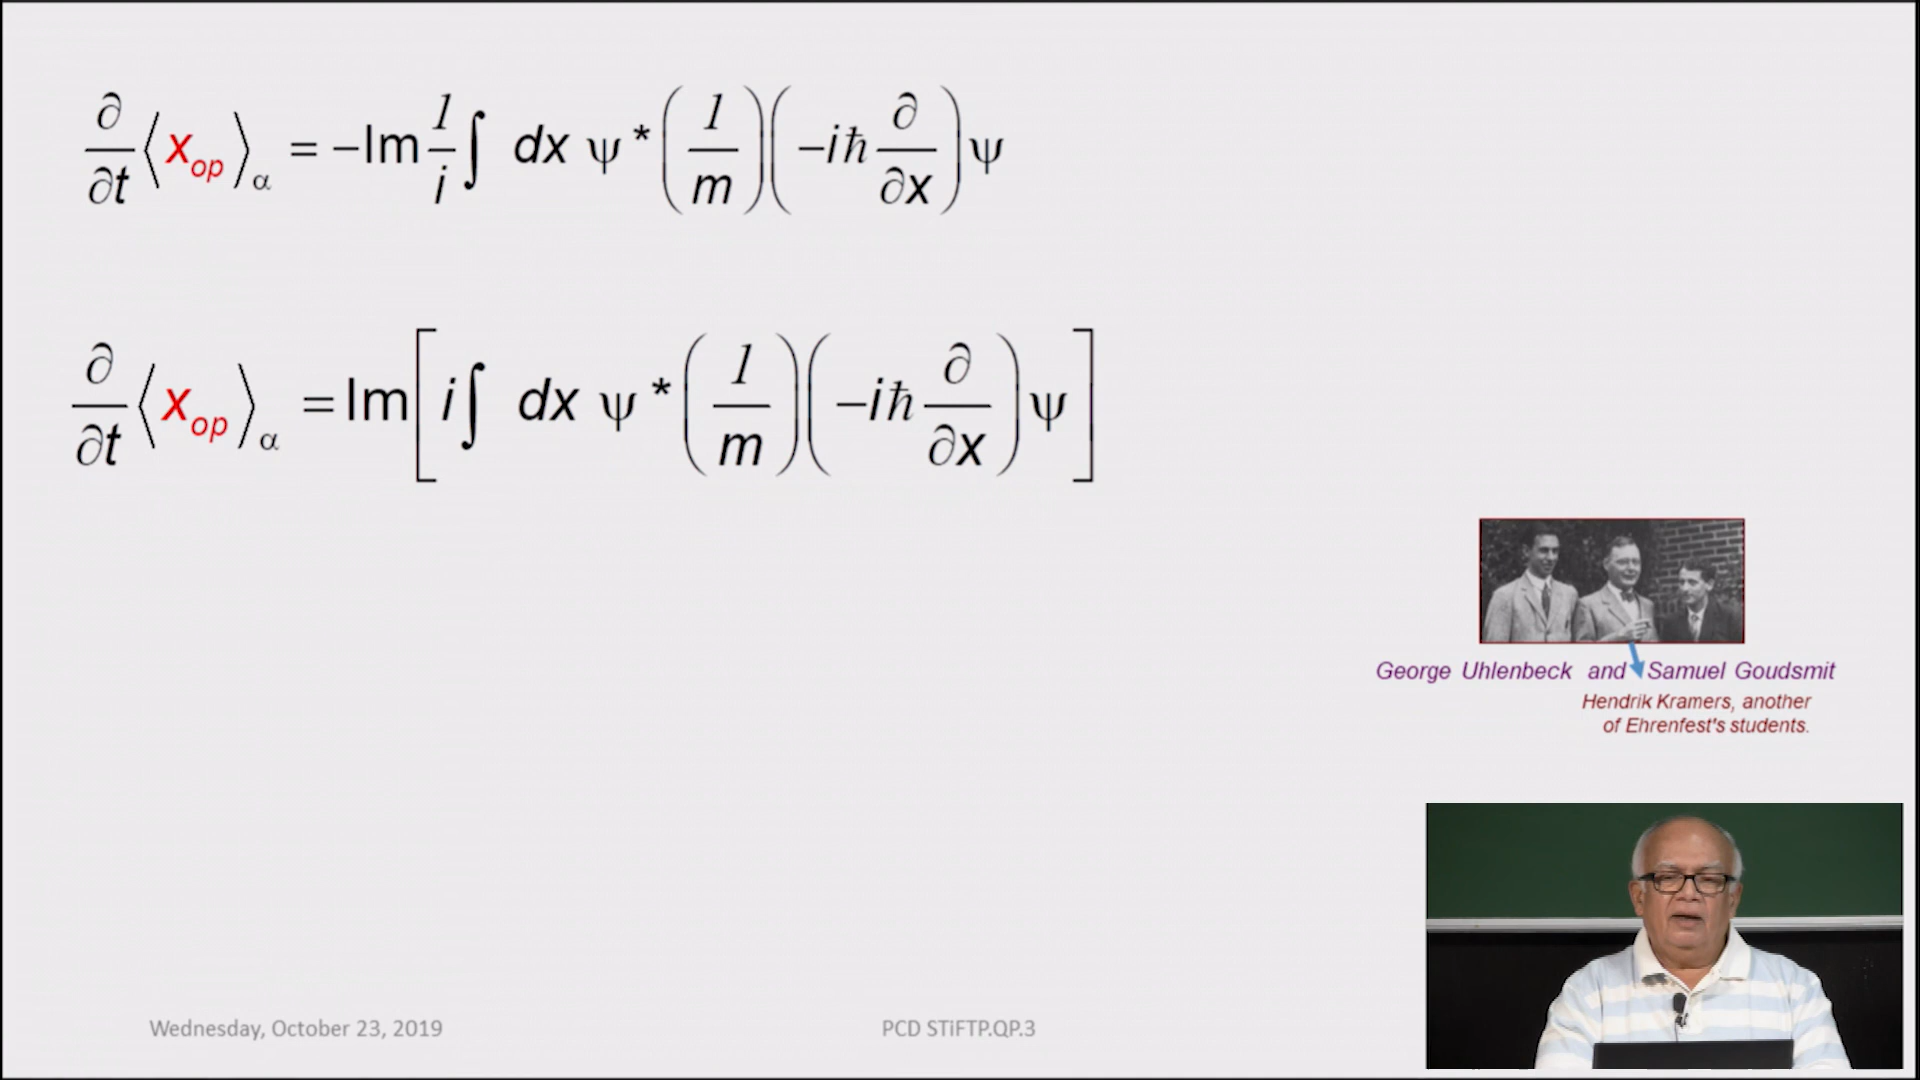 ∂/∂t ⟨x_op⟩_α = −Im 1/i ∫ dx ψ* (1/m) (−iħ ∂/∂x) ψ
∂/∂t ⟨x_op⟩_α = Im [ i∫ dx ψ* (1/m) (−iħ ∂/∂x) ψ ]
George Uhlenbeck and Samuel Goudsmit
Hendrik Kramers, another
of Ehrenfest's students.
Wednesday, October 23, 2019
PCD STiFTP.QP.3